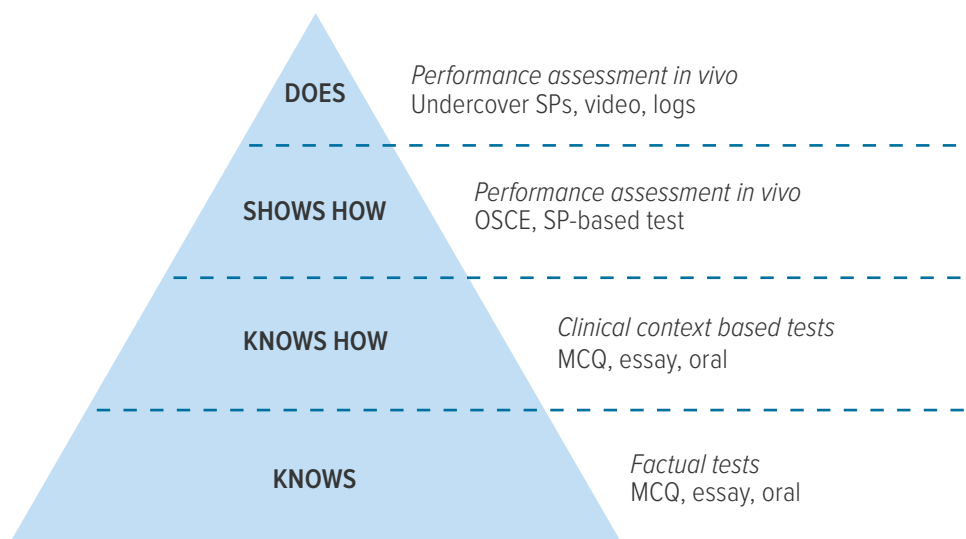 DOES
Performance assessment in vivo
Undercover SPs, video, logs
SHOWS HOW
Performance assessment in vivo
OSCE, SP-based test
KNOWS HOW
Clinical context based tests
MCQ, essay, oral
KNOWS
Factual tests
MCQ, essay, oral